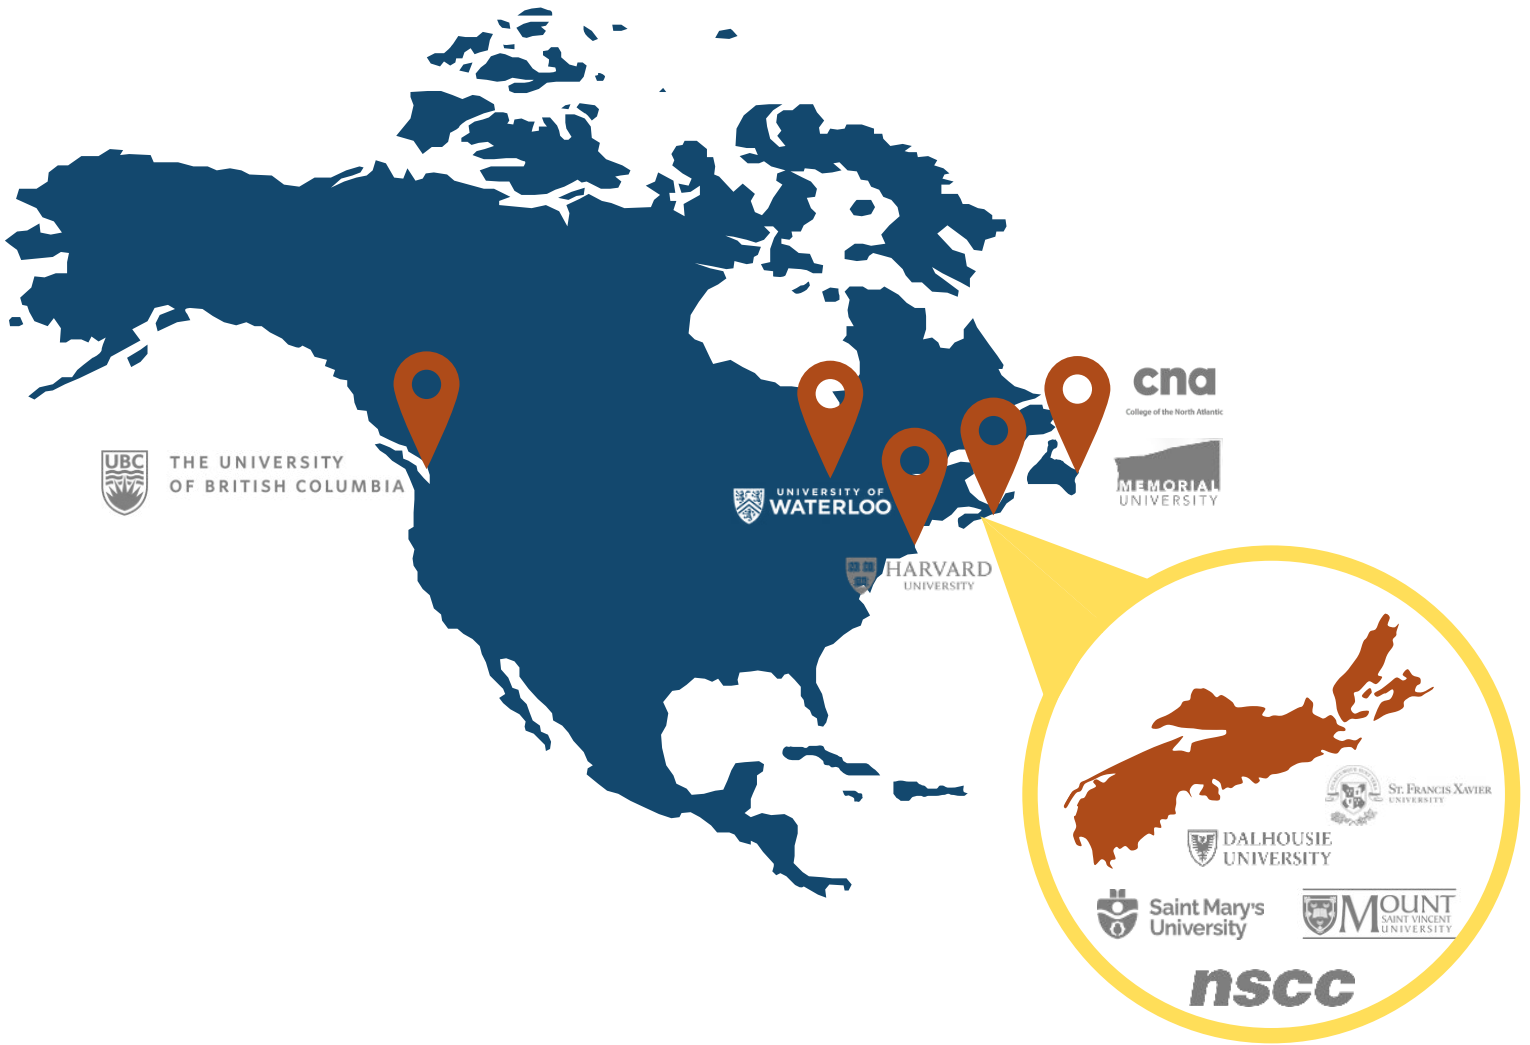 cna
College of the North Atlantic
UBC
THE UNIVERSITY
OF BRITISH COLUMBIA
MEMORIAL
UNIVERSITY
UNIVERSITY OF
WATERLOO
HARVARD
UNIVERSITY
ST. FRANCIS XAVIER
UNIVERSITY
DALHOUSIE
UNIVERSITY
Saint Mary's
University
MOUNT
SAINT VINCENT
UNIVERSITY
nscc